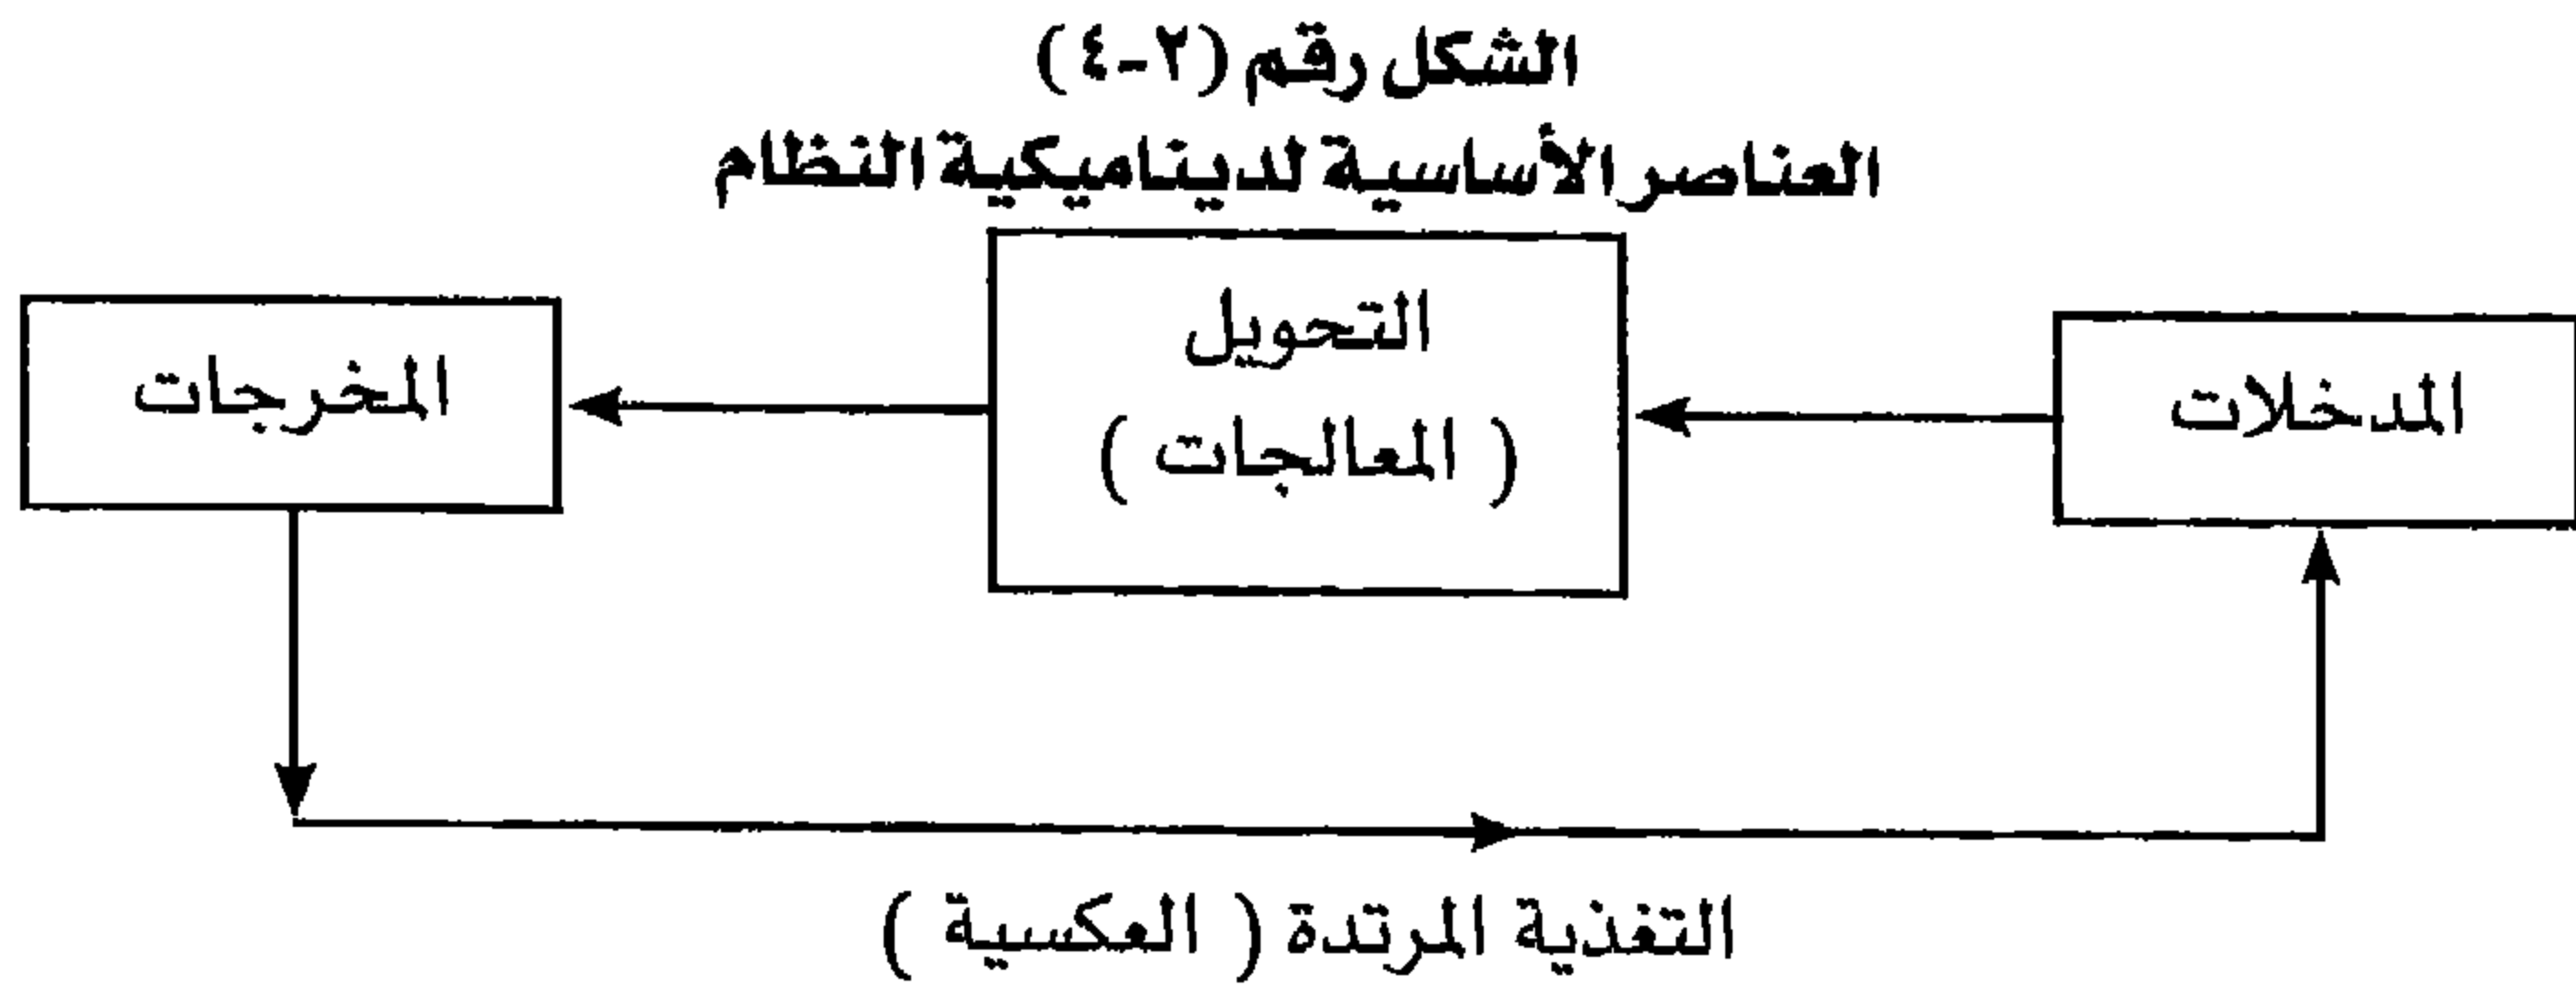 الشكل رقم (٢-٤)
العناصر الأساسية لديناميكية النظام
المدخلات
التحويل
( المعالجات )
المخرجات
التغذية المرتدة ( العكسية )